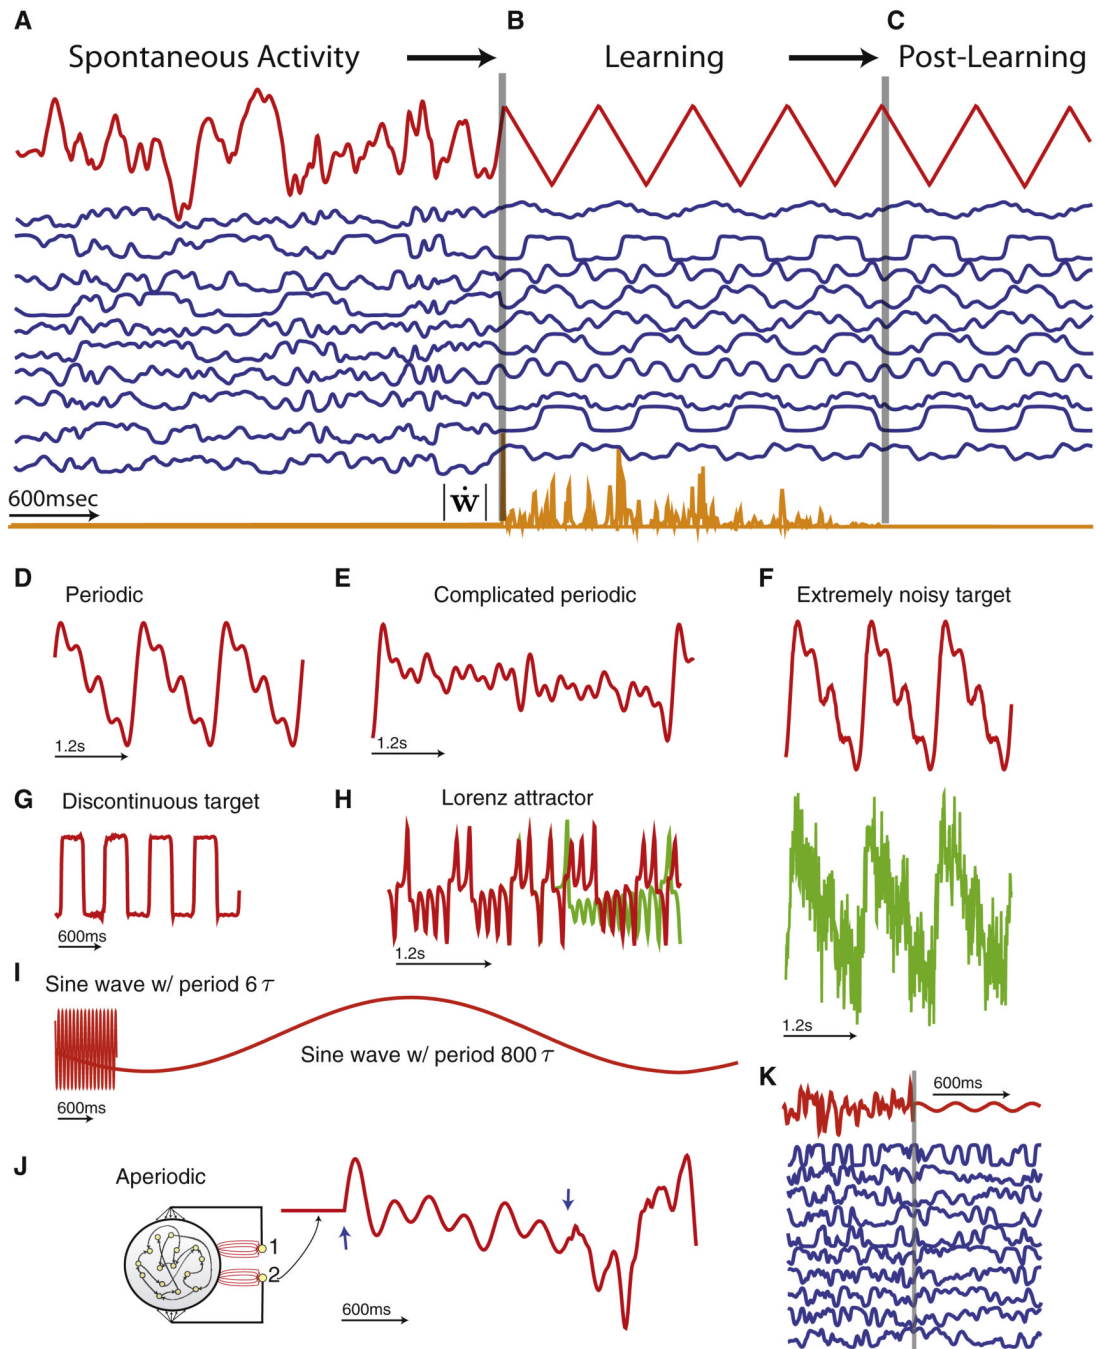 A
B
C
Spontaneous Activity
Learning
Post-Learning
600msec
|ẇ|
D
Periodic
1.2s
E
Complicated periodic
1.2s
F
Extremely noisy target
1.2s
G
Discontinuous target
600ms
H
Lorenz attractor
1.2s
I
Sine wave w/ period 6 τ
Sine wave w/ period 800 τ
600ms
J
Aperiodic
1
2
600ms
K
600ms